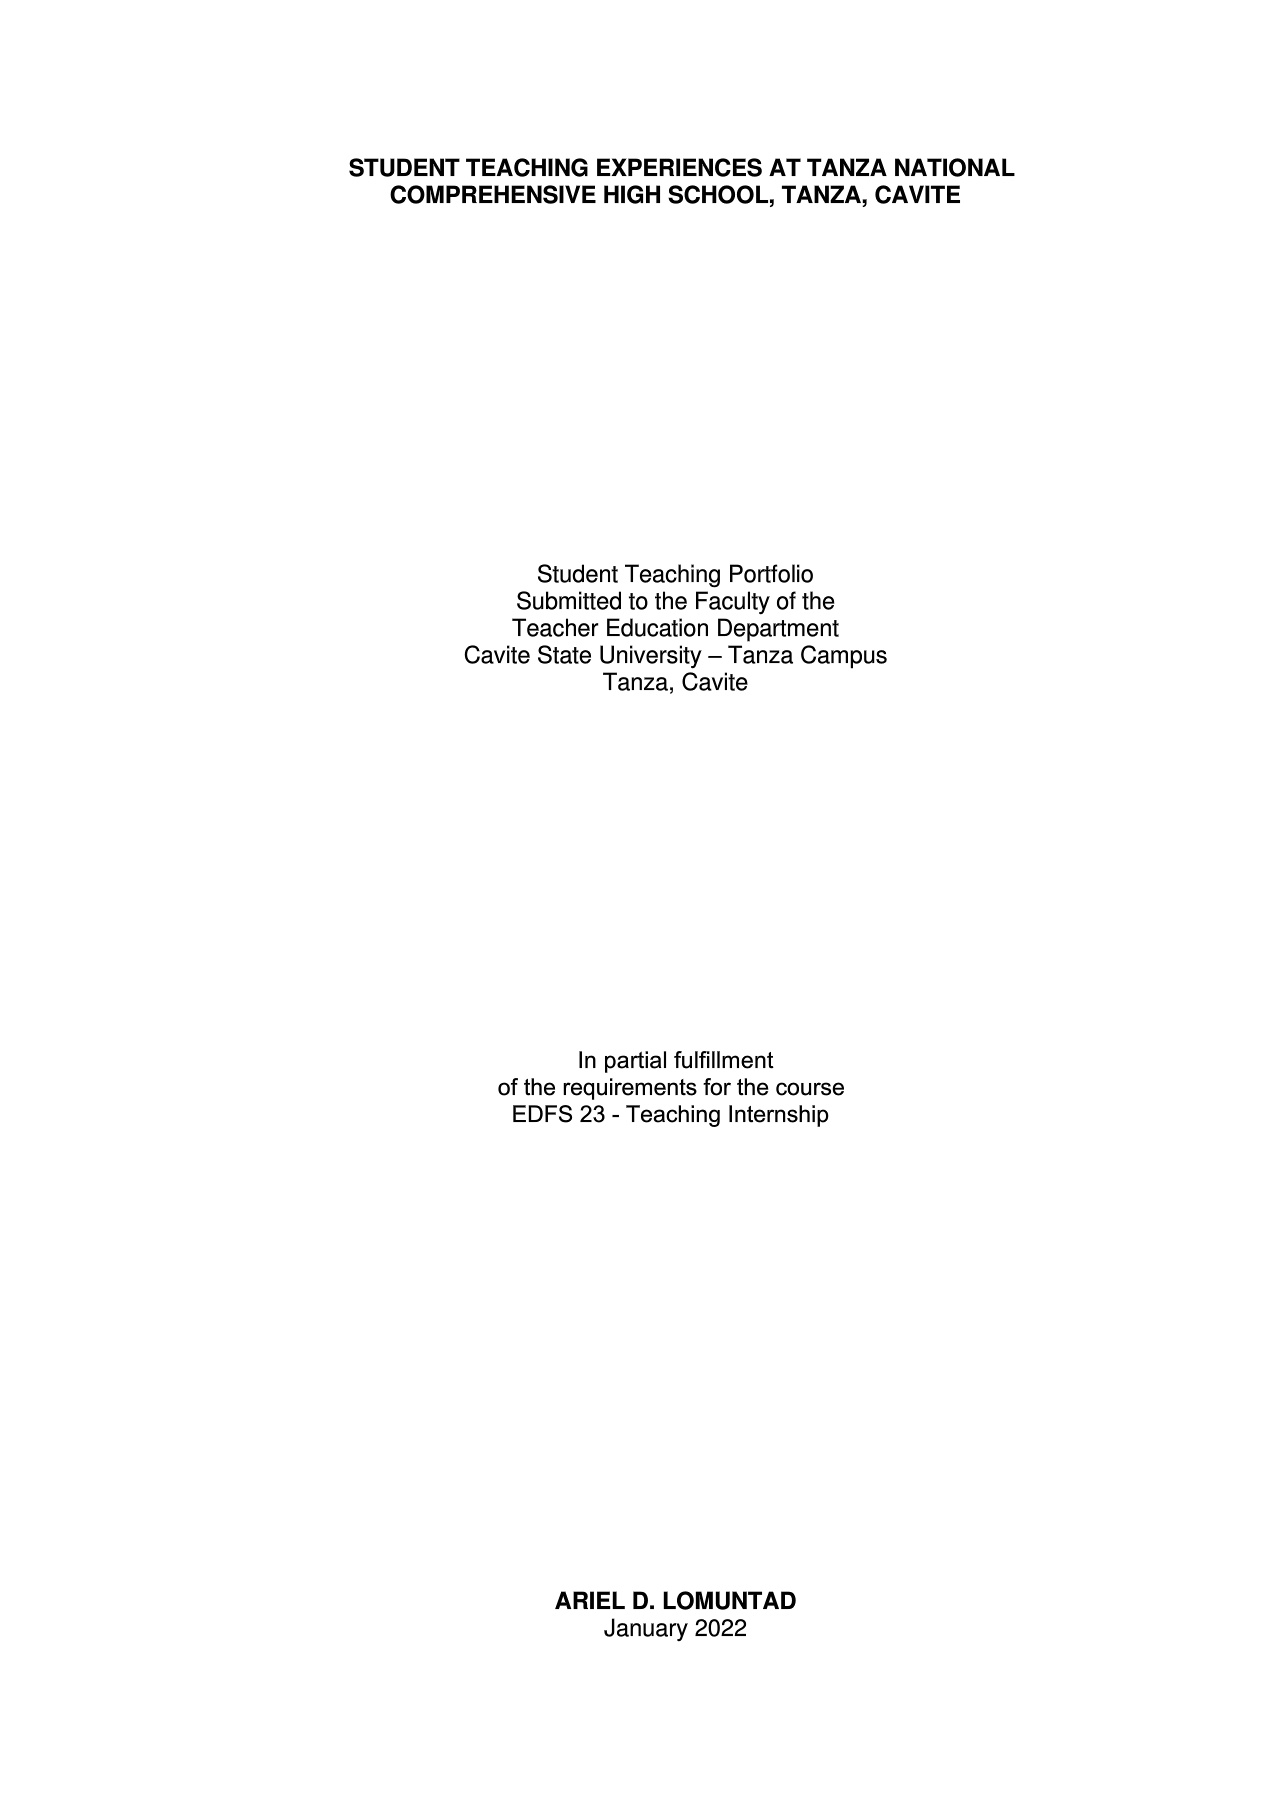 STUDENT TEACHING EXPERIENCES AT TANZA NATIONAL
COMPREHENSIVE HIGH SCHOOL, TANZA, CAVITE
Student Teaching Portfolio
Submitted to the Faculty of the
Teacher Education Department
Cavite State University – Tanza Campus
Tanza, Cavite
In partial fulfillment
of the requirements for the course
EDFS 23 - Teaching Internship
ARIEL D. LOMUNTAD
January 2022